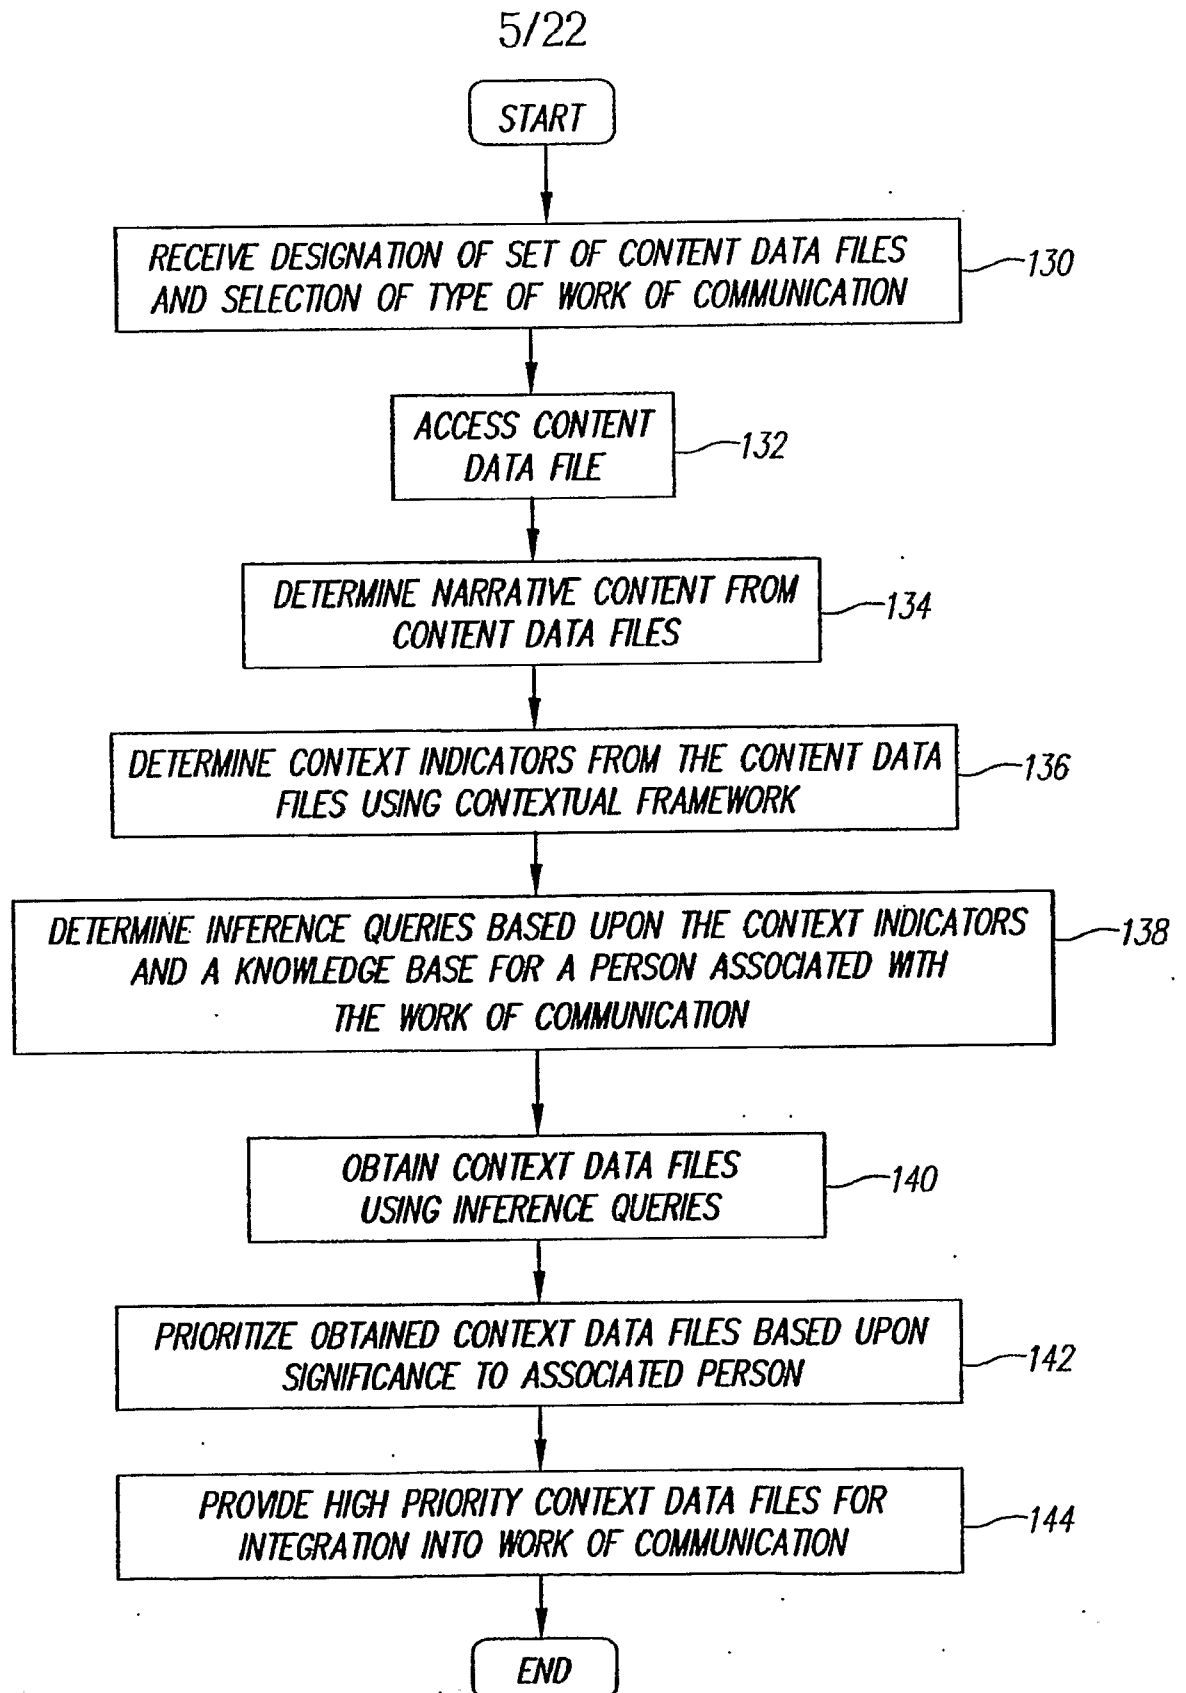 5/22
START
RECEIVE DESIGNATION OF SET OF CONTENT DATA FILES
AND SELECTION OF TYPE OF WORK OF COMMUNICATION
130
ACCESS CONTENT
DATA FILE
132
DETERMINE NARRATIVE CONTENT FROM
CONTENT DATA FILES
134
DETERMINE CONTEXT INDICATORS FROM THE CONTENT DATA
FILES USING CONTEXTUAL FRAMEWORK
136
DETERMINE INFERENCE QUERIES BASED UPON THE CONTEXT INDICATORS
AND A KNOWLEDGE BASE FOR A PERSON ASSOCIATED WITH
THE WORK OF COMMUNICATION
138
OBTAIN CONTEXT DATA FILES
USING INFERENCE QUERIES
140
PRIORITIZE OBTAINED CONTEXT DATA FILES BASED UPON
SIGNIFICANCE TO ASSOCIATED PERSON
142
PROVIDE HIGH PRIORITY CONTEXT DATA FILES FOR
INTEGRATION INTO WORK OF COMMUNICATION
144
END